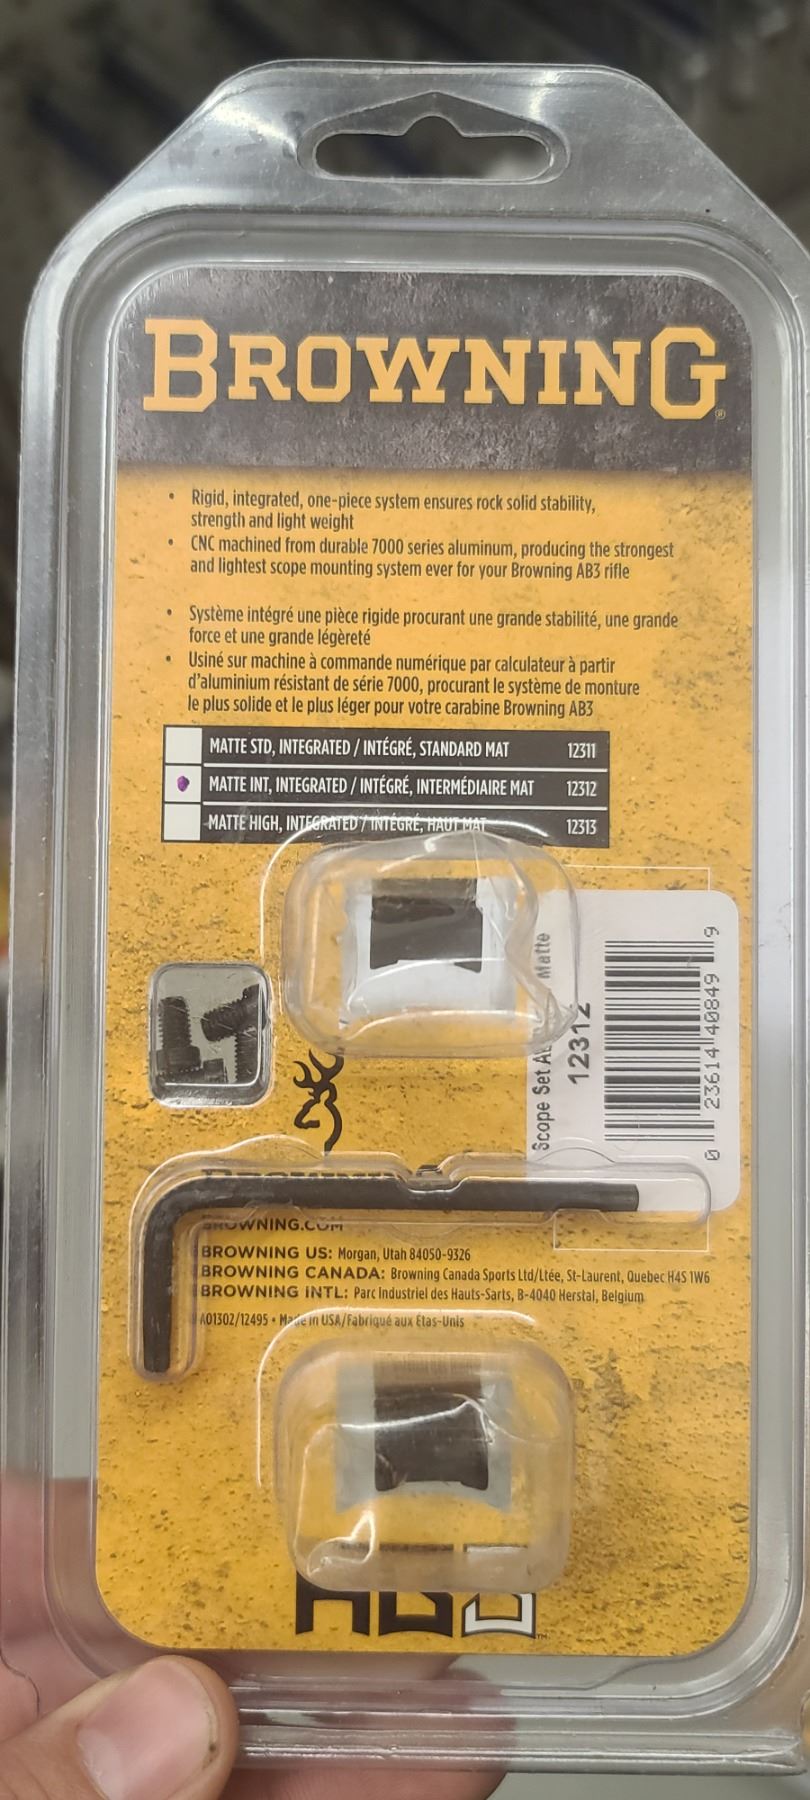 BROWNING®
• Rigid, integrated, one-piece system ensures rock solid stability,
strength and light weight
• CNC machined from durable 7000 series aluminum, producing the strongest
and lightest scope mounting system ever for your Browning AB3 rifle
• Système intégré une pièce rigide procurant une grande stabilité, une grande
force et une grande légèreté
• Usiné sur machine à commande numérique par calculateur à partir
d'aluminium résistant de série 7000, procurant le système de monture
le plus solide et le plus léger pour votre carabine Browning AB3
MATTE STD, INTEGRATED / INTÉGRÉ, STANDARD MAT 12311
MATTE INT, INTEGRATED / INTÉGRÉ, INTERMÉDIAIRE MAT 12312
MATTE HIGH, INTEGRATED / INTÉGRÉ, HAUT MAT 12313
Scope Set Matte
12312
0 23614 40849 9
BROWNING
BROWNING.COM
BROWNING US: Morgan, Utah 84050-9326
BROWNING CANADA: Browning Canada Sports Ltd/Ltée, St-Laurent, Quebec H4S 1W6
BROWNING INTL: Parc Industriel des Hauts-Sarts, B-4040 Herstal, Belgium
A01302/12495 • Made in USA/Fabriqué aux Étas-Unis